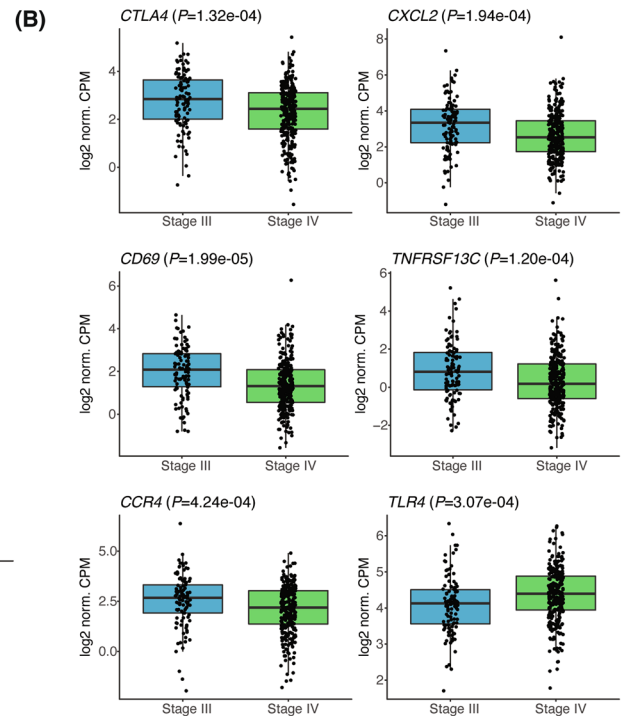 (B)
CTLA4 (P=1.32e-04)
log2 norm. CPM
4
2
0
Stage III Stage IV
CXCL2 (P=1.94e-04)
log2 norm. CPM
8
6
4
2
0
Stage III Stage IV
CD69 (P=1.99e-05)
log2 norm. CPM
6
4
2
0
Stage III Stage IV
TNFRSF13C (P=1.20e-04)
log2 norm. CPM
6
4
2
0
−2
Stage III Stage IV
CCR4 (P=4.24e-04)
log2 norm. CPM
5.0
2.5
0.0
Stage III Stage IV
TLR4 (P=3.07e-04)
log2 norm. CPM
6
5
4
3
2
Stage III Stage IV